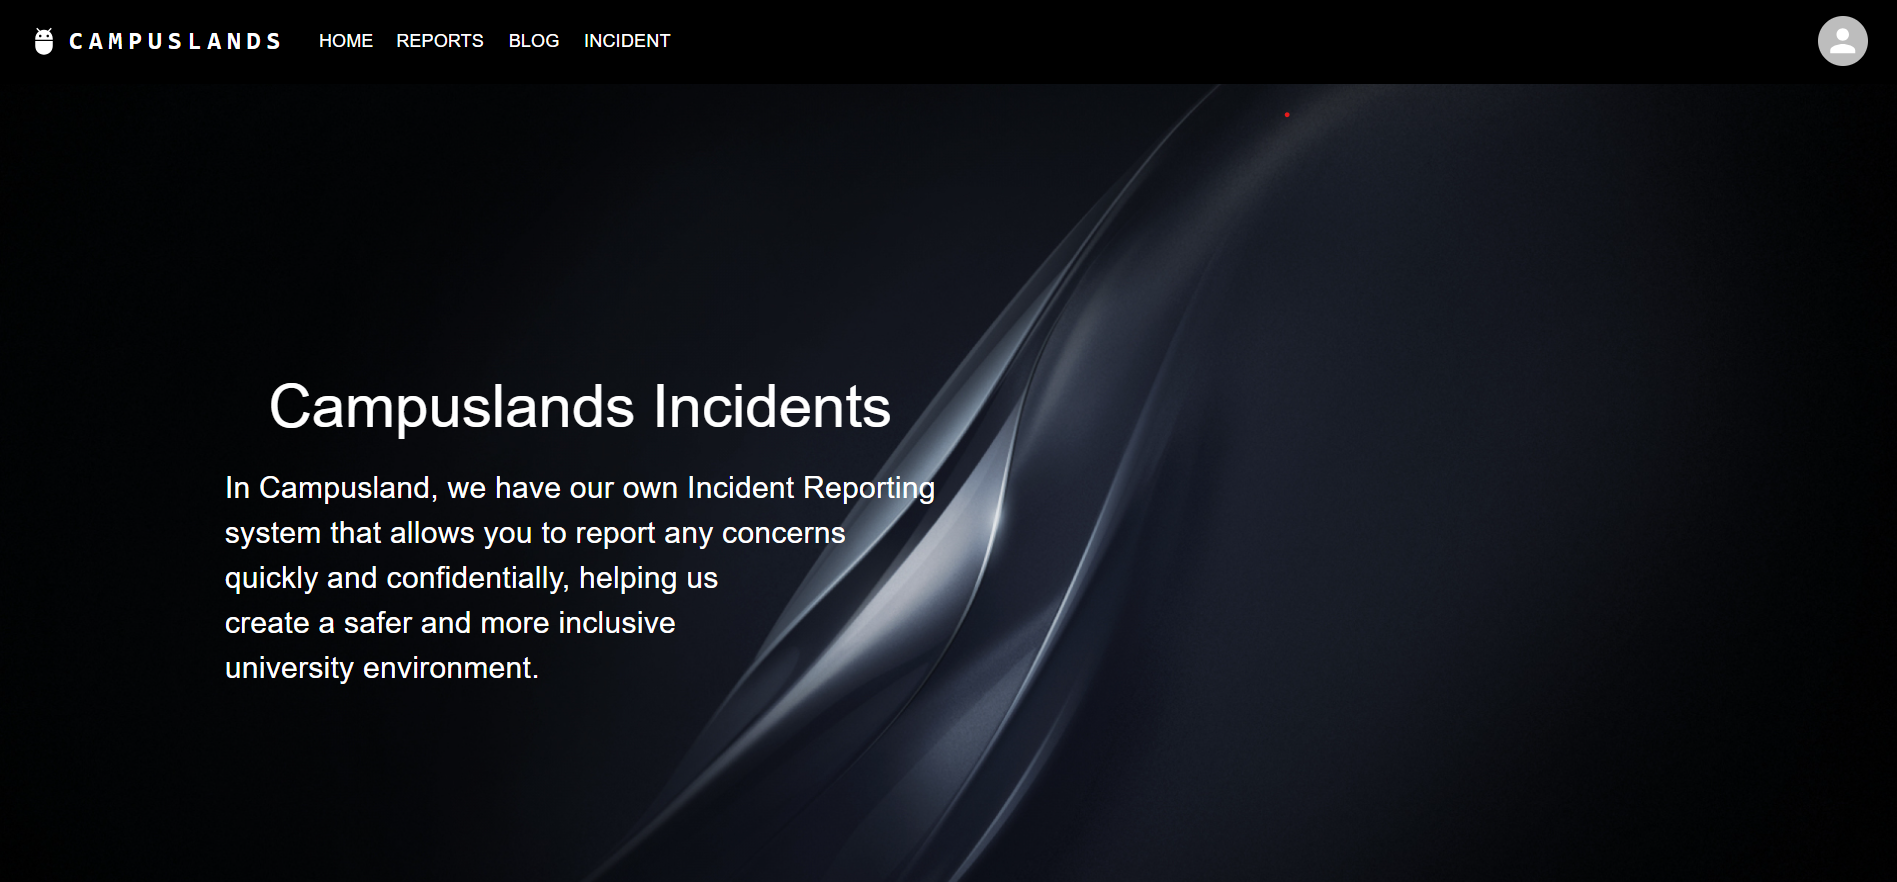 CAMPUSLANDS HOME REPORTS BLOG INCIDENT
Campuslands Incidents
In Campusland, we have our own Incident Reporting
system that allows you to report any concerns
quickly and confidentially, helping us
create a safer and more inclusive
university environment.